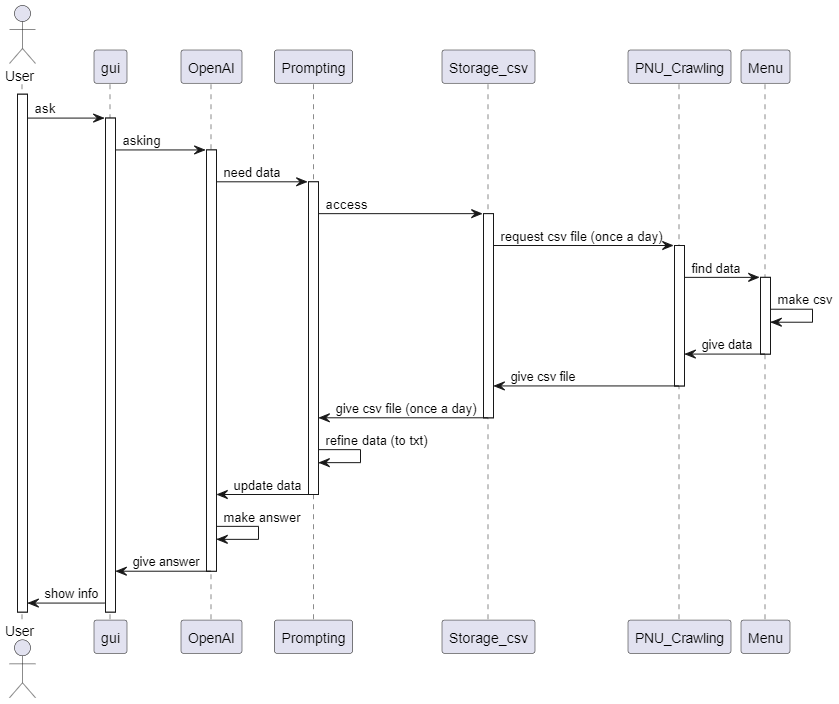 User
gui
OpenAI
Prompting
Storage_csv
PNU_Crawling
Menu
ask
asking
need data
access
request csv file (once a day)
find data
make csv
give data
give csv file
give csv file (once a day)
refine data (to txt)
update data
make answer
give answer
show info
User
gui
OpenAI
Prompting
Storage_csv
PNU_Crawling
Menu